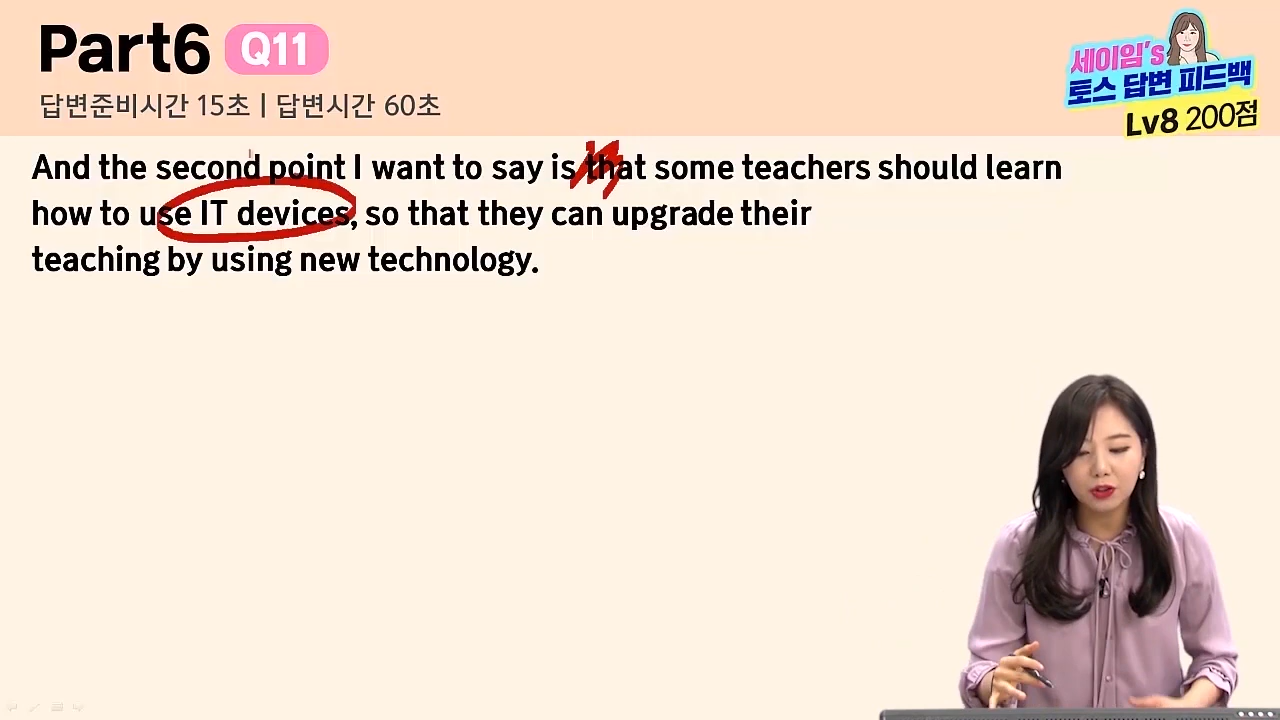 Part6 Q11
답변준비시간 15초 | 답변시간 60초
세이임's
토스 답변 피드백
Lv8 200점
And the second point I want to say is that some teachers should learn
how to use IT devices, so that they can upgrade their
teaching by using new technology.